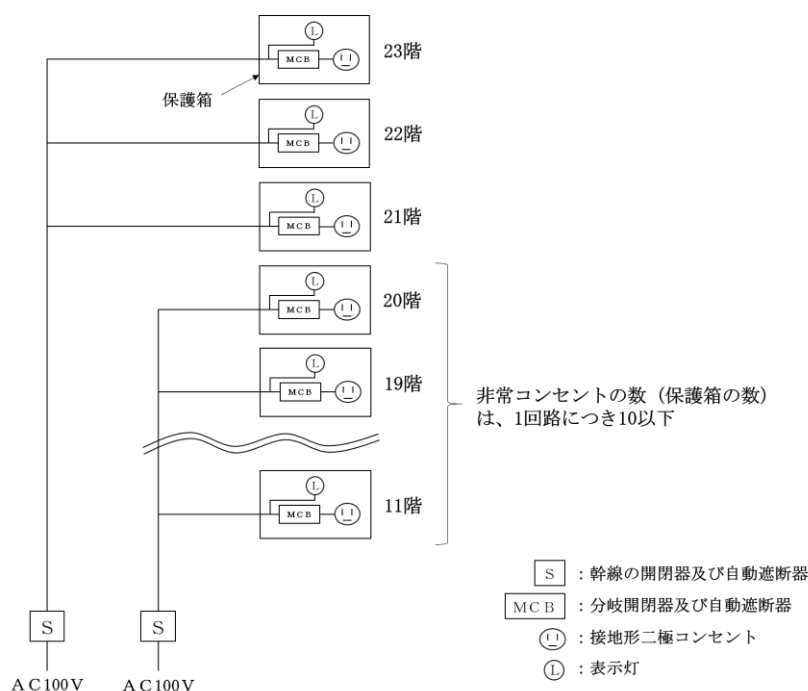 L
MCB
23階
保護箱
L
MCB
22階
L
MCB
21階
L
MCB
20階
L
MCB
19階
非常コンセントの数（保護箱の数）
は、1回路につき10以下
L
MCB
11階
S ：幹線の開閉器及び自動遮断器
MCB ：分岐開閉器及び自動遮断器
：接地形二極コンセント
L ：表示灯
S
S
AC100V
AC100V